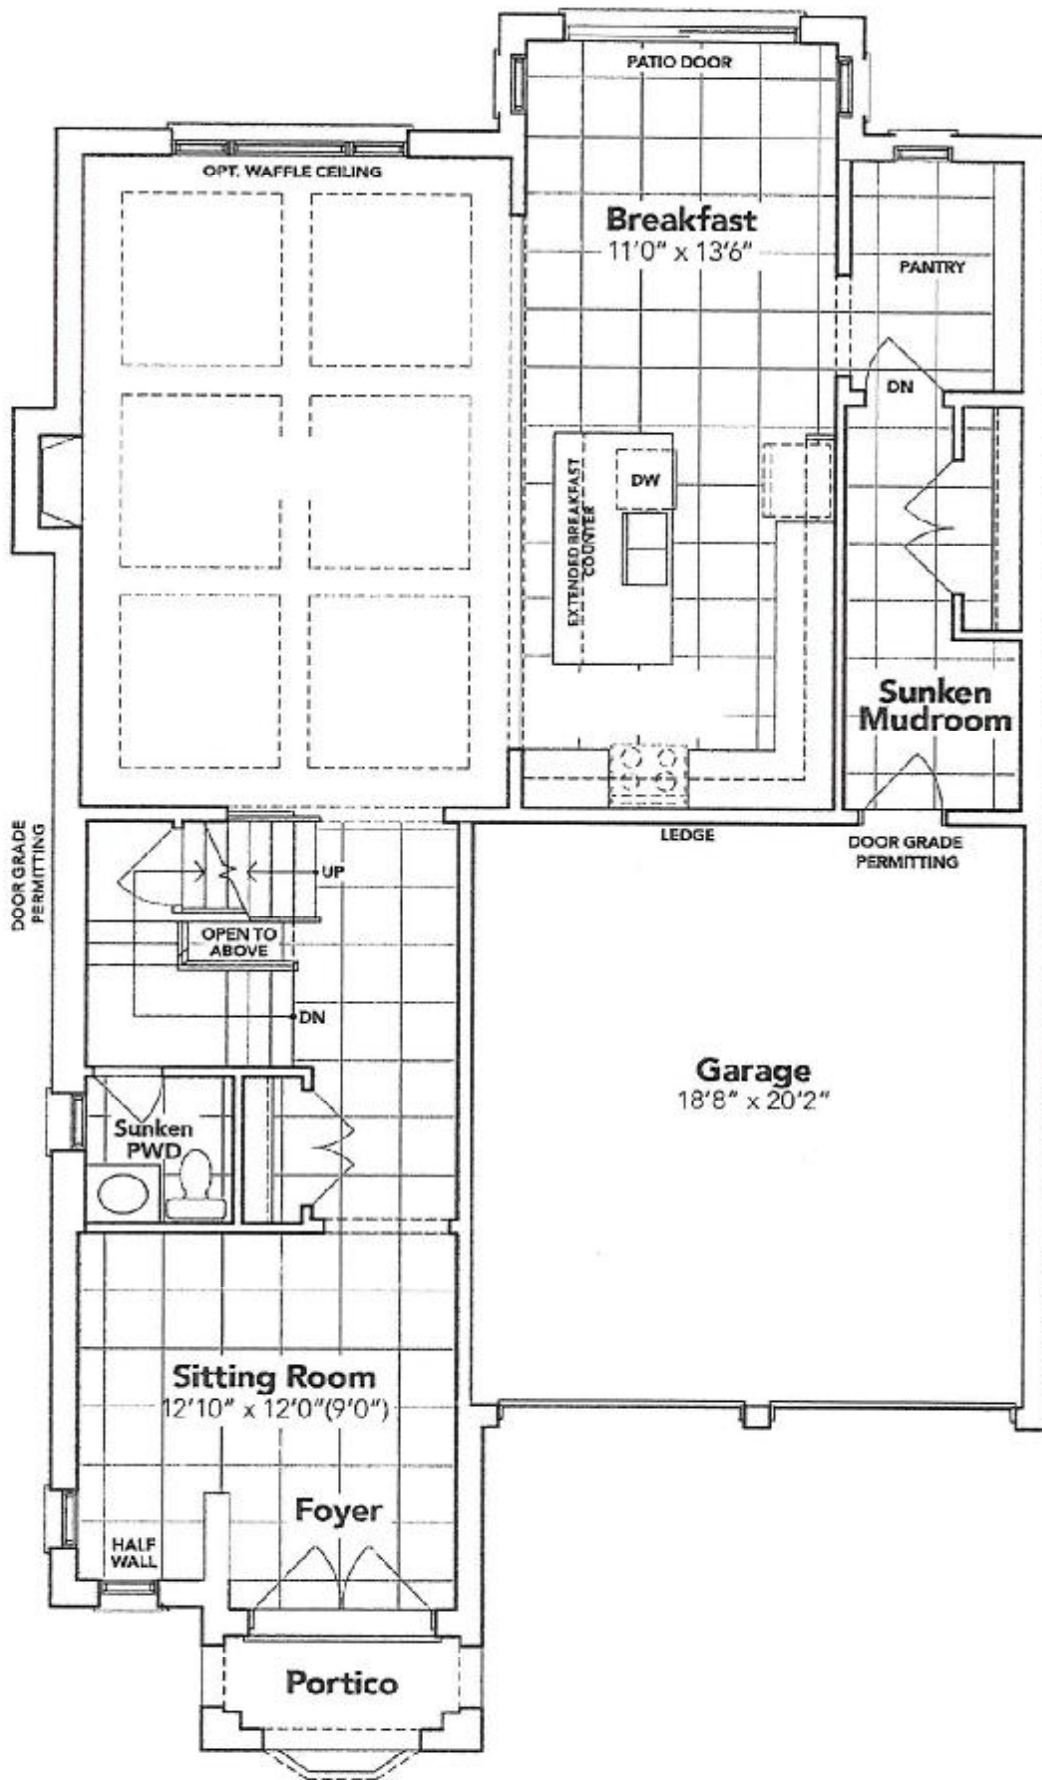 PATIO DOOR
OPT. WAFFLE CEILING
Breakfast
11'0" x 13'6"
PANTRY
DN
EXTENDED BREAKFAST
COUNTER
DW
Sunken
Mudroom
DOOR GRADE
PERMITTING
LEDGE
DOOR GRADE
PERMITTING
UP
OPEN TO
ABOVE
DN
Garage
18'8" x 20'2"
Sunken
PWD
Sitting Room
12'10" x 12'0"(9'0")
Foyer
HALF
WALL
Portico